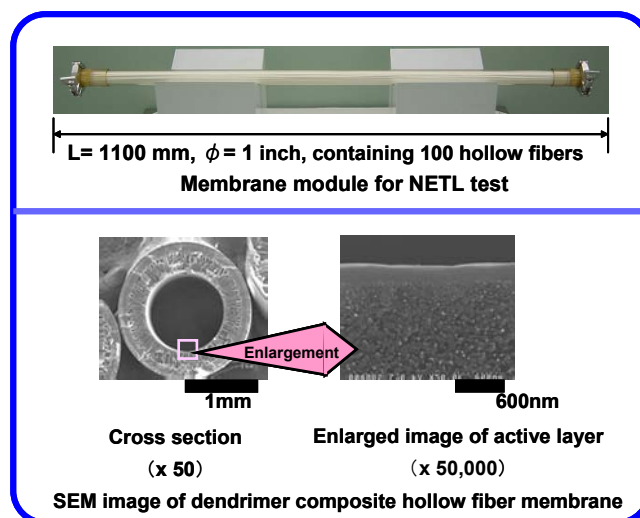 L= 1100 mm, ϕ= 1 inch, containing 100 hollow fibers
Membrane module for NETL test
Enlargement
1mm
600nm
Cross section
Enlarged image of active layer
(x 50)
(x 50,000)
SEM image of dendrimer composite hollow fiber membrane